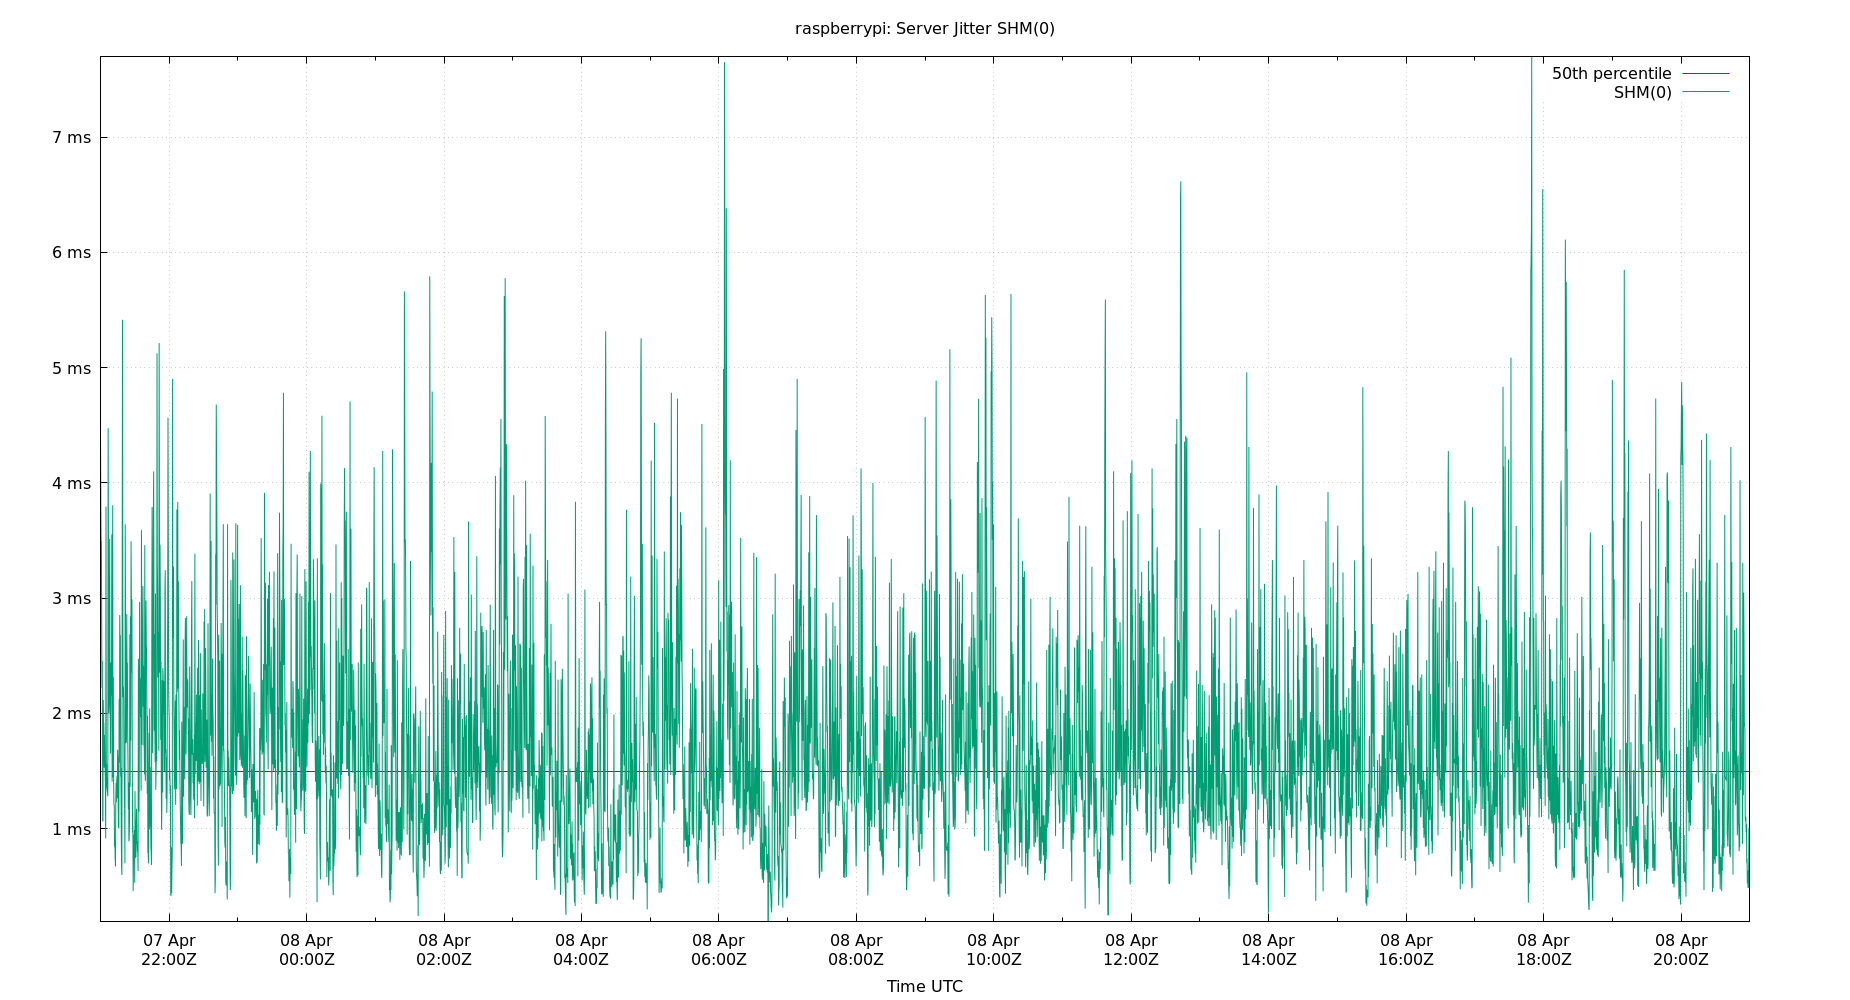 raspberrypi: Server Jitter SHM(0)
50th percentile
SHM(0)
7 ms
6 ms
5 ms
4 ms
3 ms
2 ms
1 ms
07 Apr 08 Apr 08 Apr 08 Apr 08 Apr 08 Apr 08 Apr 08 Apr 08 Apr 08 Apr 08 Apr 08 Apr
22:00Z 00:00Z 02:00Z 04:00Z 06:00Z 08:00Z 10:00Z 12:00Z 14:00Z 16:00Z 18:00Z 20:00Z
Time UTC